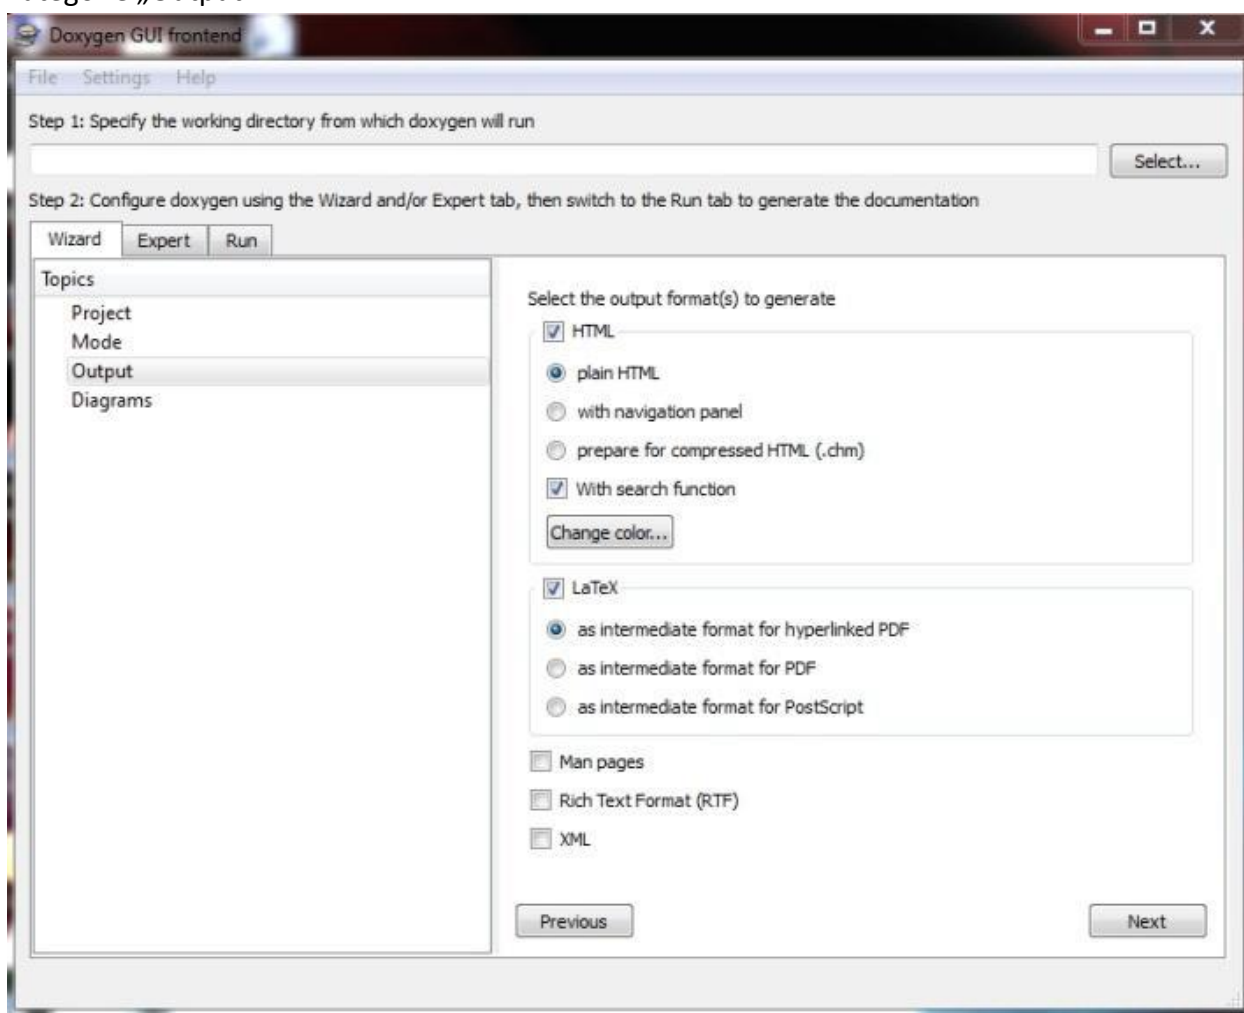 Doxygen GUI frontend
File Settings Help
Step 1: Specify the working directory from which doxygen will run
Select...
Step 2: Configure doxygen using the Wizard and/or Expert tab, then switch to the Run tab to generate the documentation
Wizard Expert Run
Topics
Project
Mode
Output
Diagrams
Select the output format(s) to generate
HTML
plain HTML
with navigation panel
prepare for compressed HTML (.chm)
With search function
Change color...
LaTeX
as intermediate format for hyperlinked PDF
as intermediate format for PDF
as intermediate format for PostScript
Man pages
Rich Text Format (RTF)
XML
Previous Next